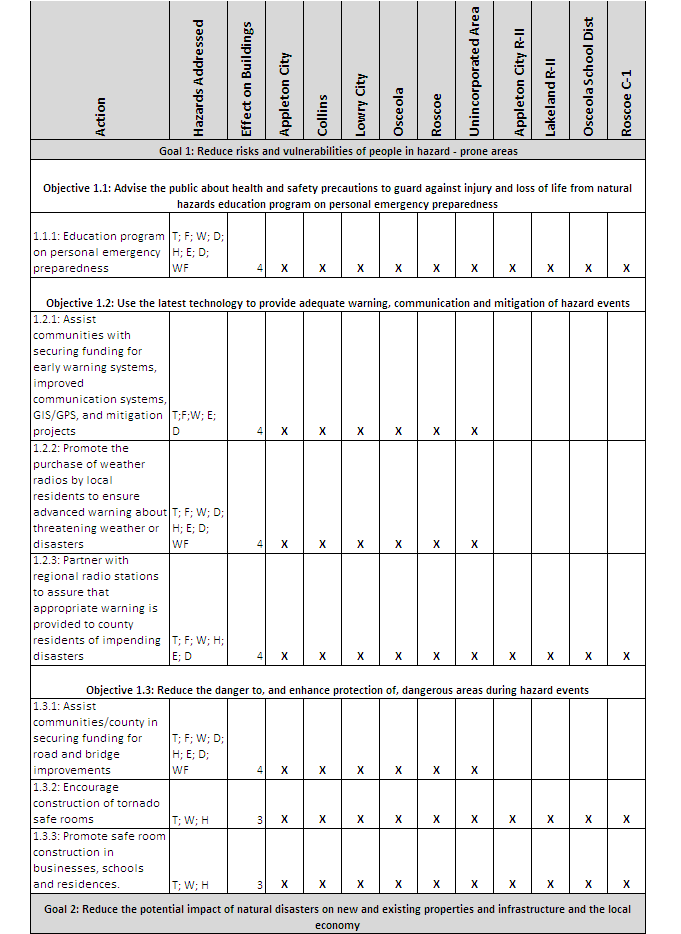 Action
Hazards Addressed
Effect on Buildings
Appleton City
Collins
Lowry City
Osceola
Roscoe
Unincorporated Area
Appleton City R-II
Lakeland R-II
Osceola School Dist
Roscoe C-1
Goal 1: Reduce risks and vulnerabilities of people in hazard - prone areas
Objective 1.1: Advise the public about health and safety precautions to guard against injury and loss of life from natural
hazards education program on personal emergency preparedness
1.1.1: Education program T; F; W; D;
on personal emergency H; E; D;
preparedness WF 4 X X X X X X X X X X
Objective 1.2: Use the latest technology to provide adequate warning, communication and mitigation of hazard events
1.2.1: Assist
communities with
securing funding for
early warning systems,
improved
communication systems,
GIS/GPS, and mitigation T;F;W; E;
projects D 4 X X X X X X
1.2.2: Promote the
purchase of weather
radios by local
residents to ensure
advanced warning about T; F; W; D;
threatening weather or H; E; D;
disasters WF 4 X X X X X X
1.2.3: Partner with
regional radio stations
to assure that
appropriate warning is
provided to county
residents of impending T; F; W; H;
disasters E; D 4 X X X X X X X X X X
Objective 1.3: Reduce the danger to, and enhance protection of, dangerous areas during hazard events
1.3.1: Assist
communities/county in
securing funding for T; F; W; D;
road and bridge H; E; D;
improvements WF 4 X X X X X X
1.3.2: Encourage
construction of tornado
safe rooms T; W; H 3 X X X X X X X X X X
1.3.3: Promote safe room
construction in
businesses, schools
and residences. T; W; H 3 X X X X X X X X X X
Goal 2: Reduce the potential impact of natural disasters on new and existing properties and infrastructure and the local
economy